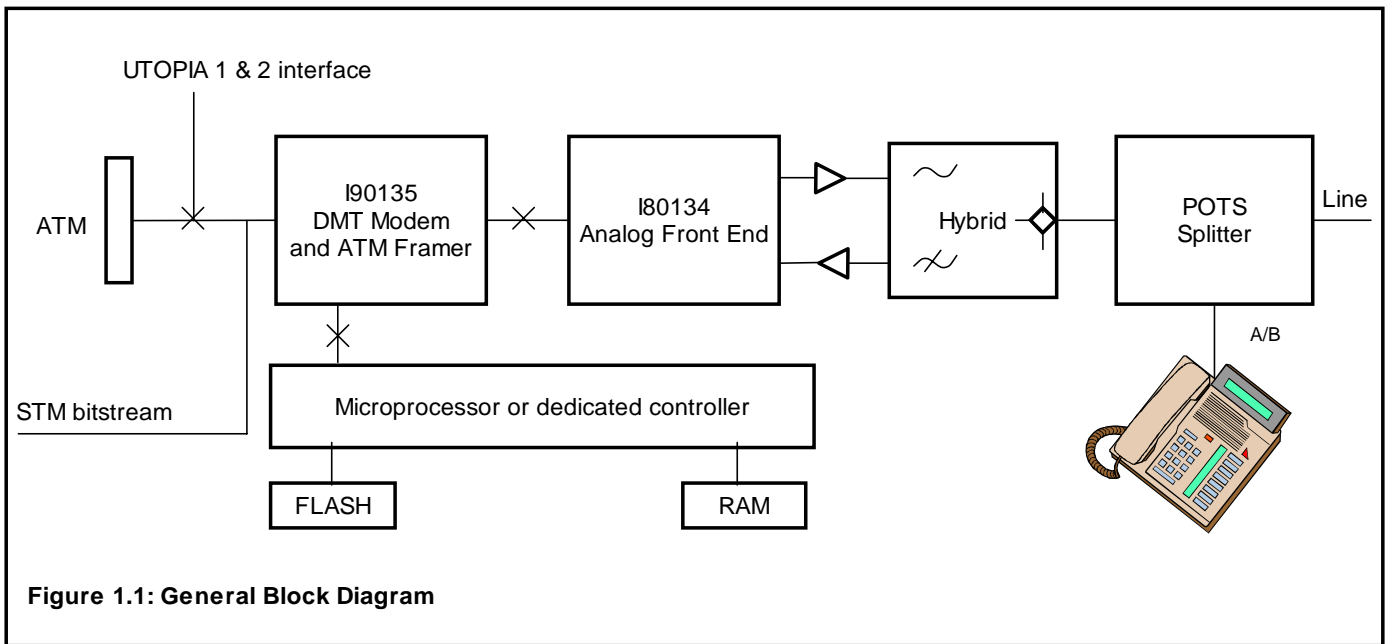 UTOPIA 1 & 2 interface
ATM
I90135
DMT Modem
and ATM Framer
I80134
Analog Front End
Hybrid
POTS
Splitter
Line
A/B
STM bitstream
Microprocessor or dedicated controller
FLASH
RAM
Figure 1.1: General Block Diagram